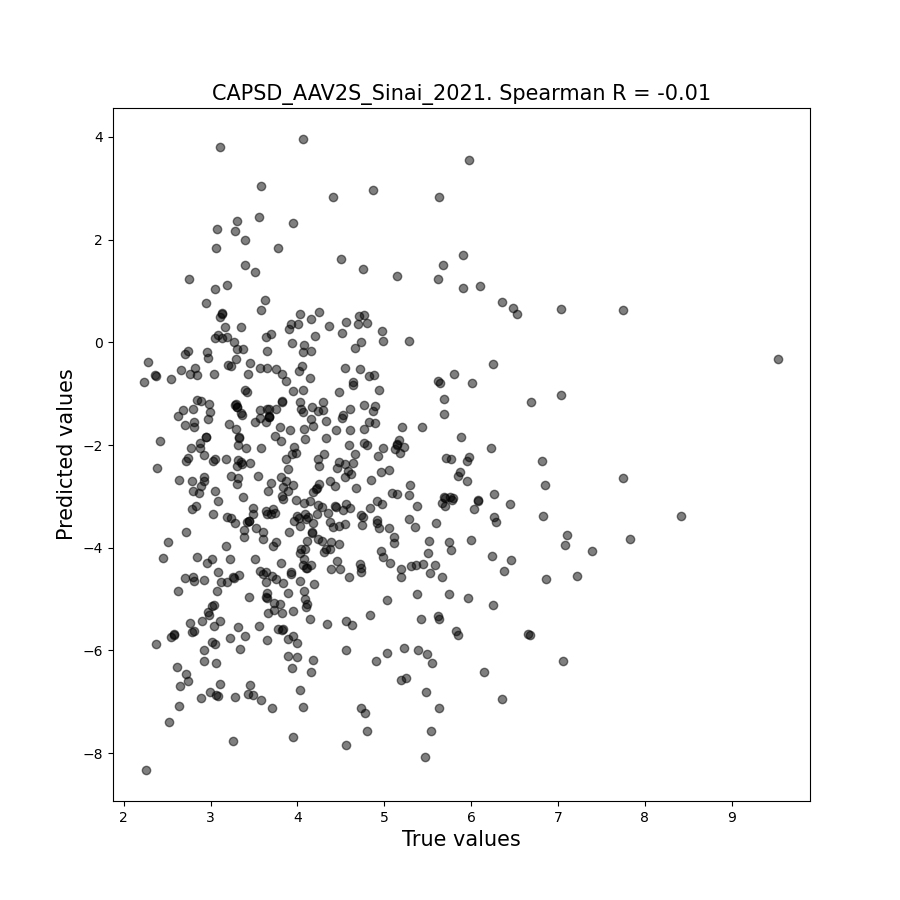 CAPSD_AAV2S_Sinai_2021. Spearman R = -0.01
4
2
0
−2
−4
−6
−8
Predicted values
2 3 4 5 6 7 8 9
True values